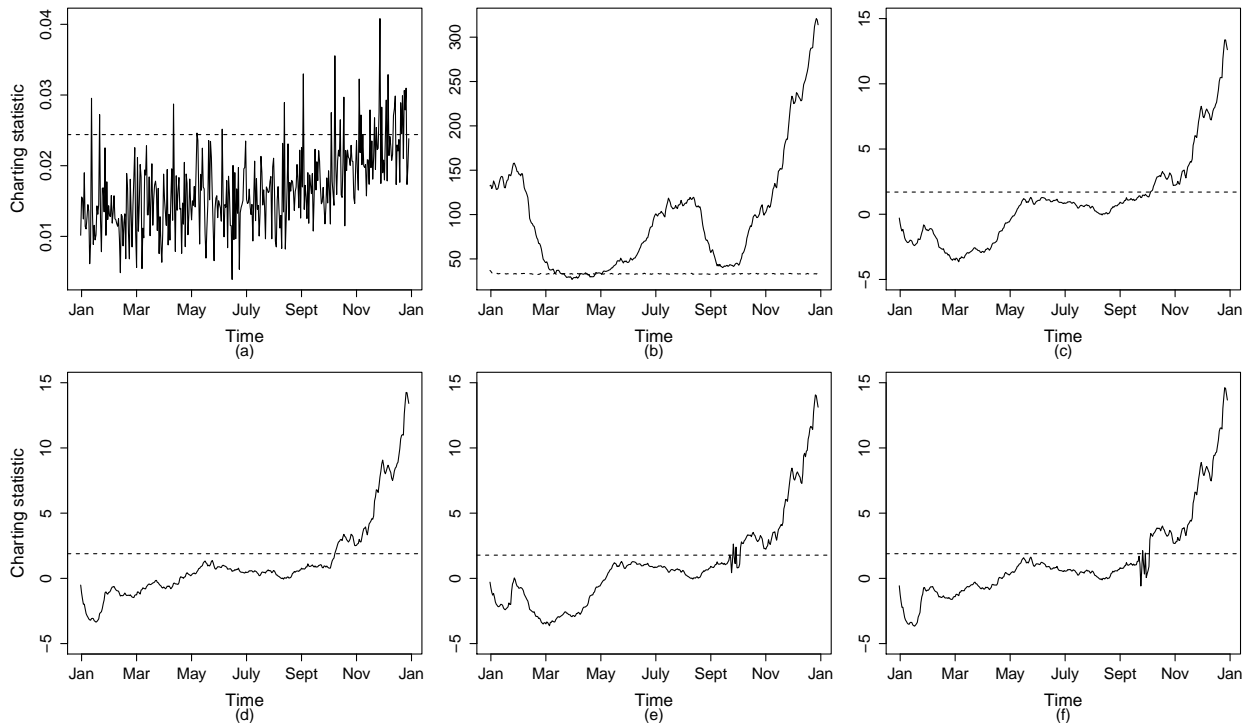 Charting statistic
0.04
0.03
0.02
0.01
Jan Mar May July Sept Nov Jan
Time
(a)
300
250
200
150
100
50
Jan Mar May July Sept Nov Jan
Time
(b)
15
10
5
0
−5
Jan Mar May July Sept Nov Jan
Time
(c)
Charting statistic
15
10
5
0
−5
Jan Mar May July Sept Nov Jan
Time
(d)
15
10
5
0
−5
Jan Mar May July Sept Nov Jan
Time
(e)
15
10
5
0
−5
Jan Mar May July Sept Nov Jan
Time
(f)